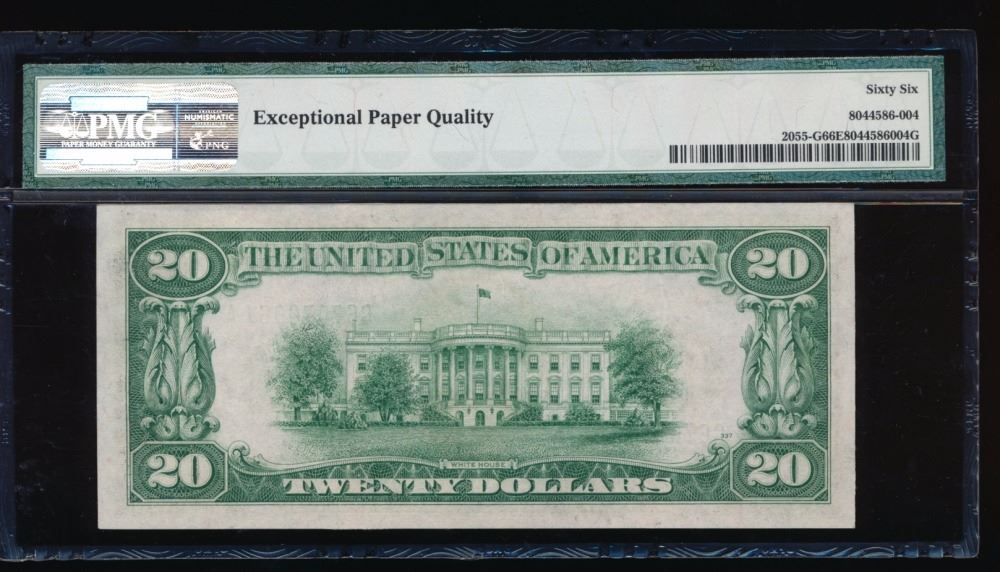 PMG
PAPER MONEY GUARANTY
NUMISMATIC
PNG
Exceptional Paper Quality
Sixty Six
8044586-004
2055-G66E8044586004G
THE UNITED STATES OF AMERICA
20
20
337
WHITE HOUSE
20
20
TWENTY DOLLARS